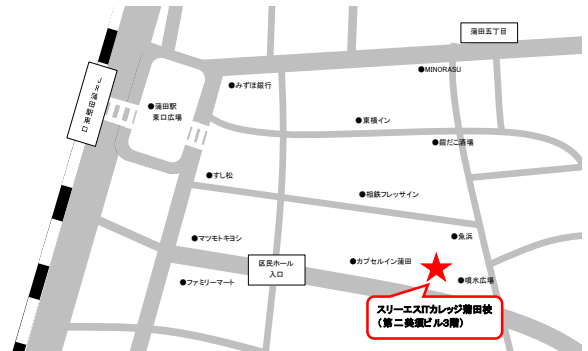 蒲田五丁目
●MINORASU
JR蒲田駅東口
●みずほ銀行
●蒲田駅
東口広場
●東横イン
●銀だこ酒場
●すし松
●相鉄フレッサイン
●マツモトキヨシ
●魚浜
区民ホール
入口
●カプセルイン蒲田
●ファミリーマート
●噴水広場
スリーエスITカレッジ蒲田校
（第二美須ビル3階）